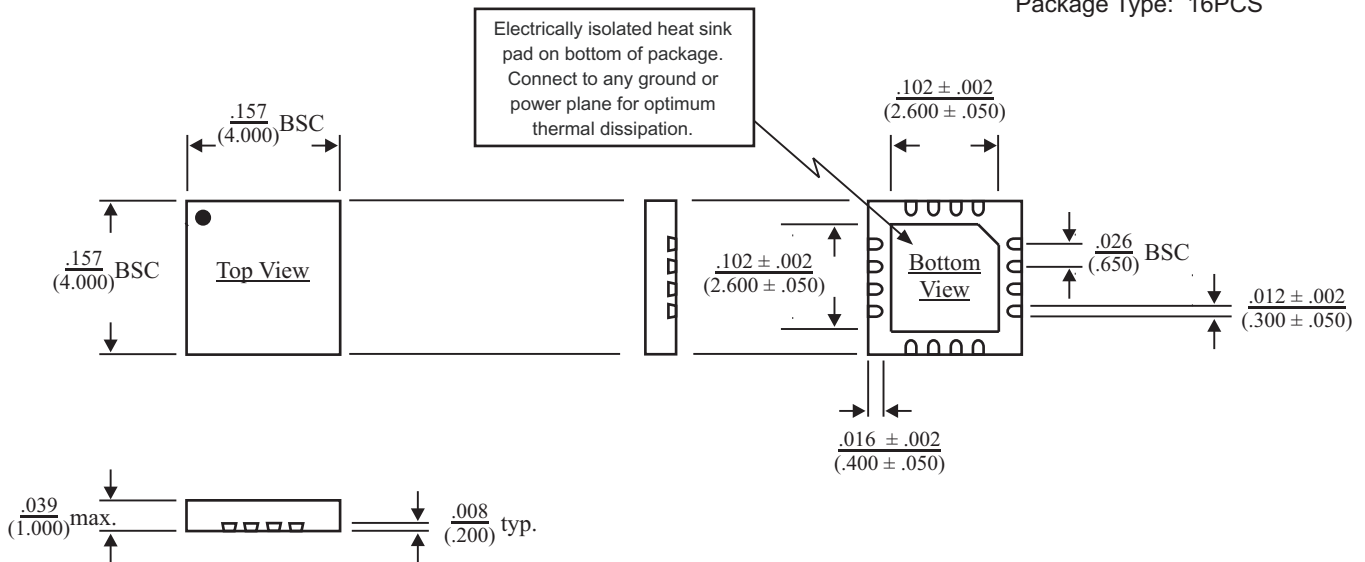 Package Type: 16PCS
Electrically isolated heat sink
pad on bottom of package.
Connect to any ground or
power plane for optimum
thermal dissipation.
.157
(4.000) BSC
.102 ± .002
(2.600 ± .050)
.157
(4.000) BSC
Top View
.102 ± .002
(2.600 ± .050)
Bottom
View
.026
(.650) BSC
.012 ± .002
(.300 ± .050)
.016 ± .002
(.400 ± .050)
.039
(1.000) max.
.008
(.200) typ.